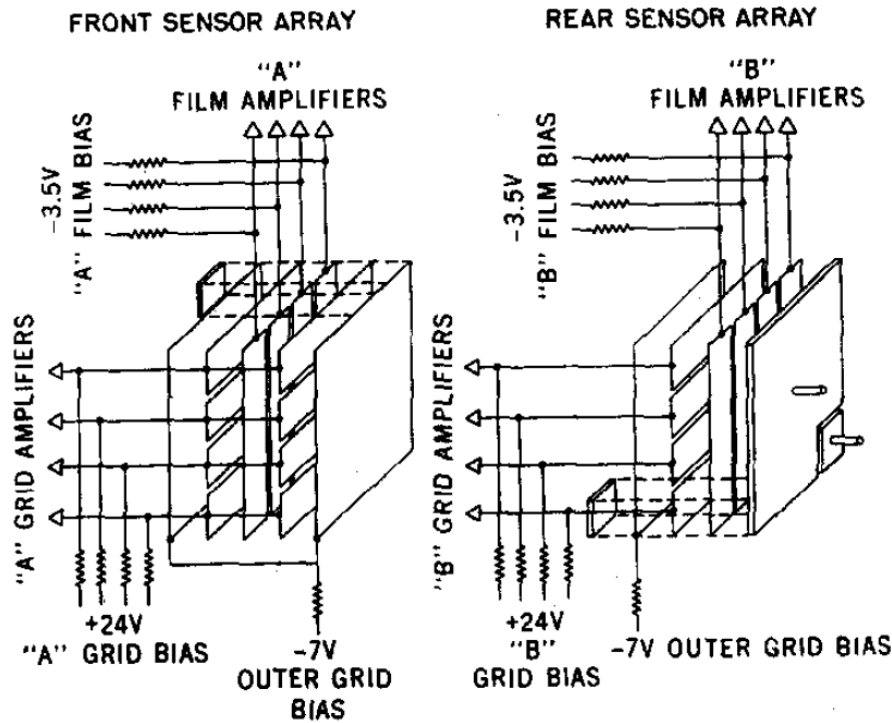 FRONT SENSOR ARRAY
"A"
FILM AMPLIFIERS
-3.5V
"A" FILM BIAS
"A" GRID AMPLIFIERS
+24V
"A" GRID BIAS
-7V
OUTER GRID
BIAS
REAR SENSOR ARRAY
"B"
FILM AMPLIFIERS
-3.5V
"B" FILM BIAS
"B" GRID AMPLIFIERS
+24V
"B"
GRID BIAS
-7V OUTER GRID BIAS